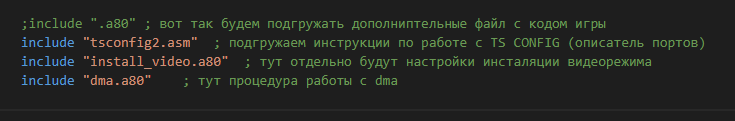 ;include ".a80" ; вот так будем подгружать дополниптельные файл с кодом игры
include "tsconfig2.asm"  ; подгружаем инструкции по работе с TS CONFIG (описатель портов)
include "install_video.a80"  ; тут отдельно будут настройки инсталяции видеорежима
include "dma.a80"    ; тут процедура работы с dma